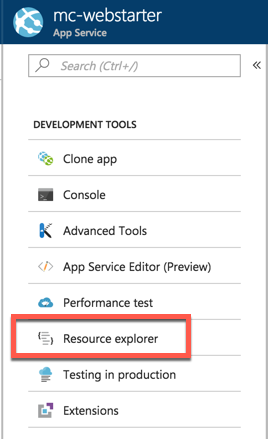 mc-webstarter
App Service
Search (Ctrl+/)
DEVELOPMENT TOOLS
Clone app
Console
Advanced Tools
App Service Editor (Preview)
Performance test
Resource explorer
Testing in production
Extensions